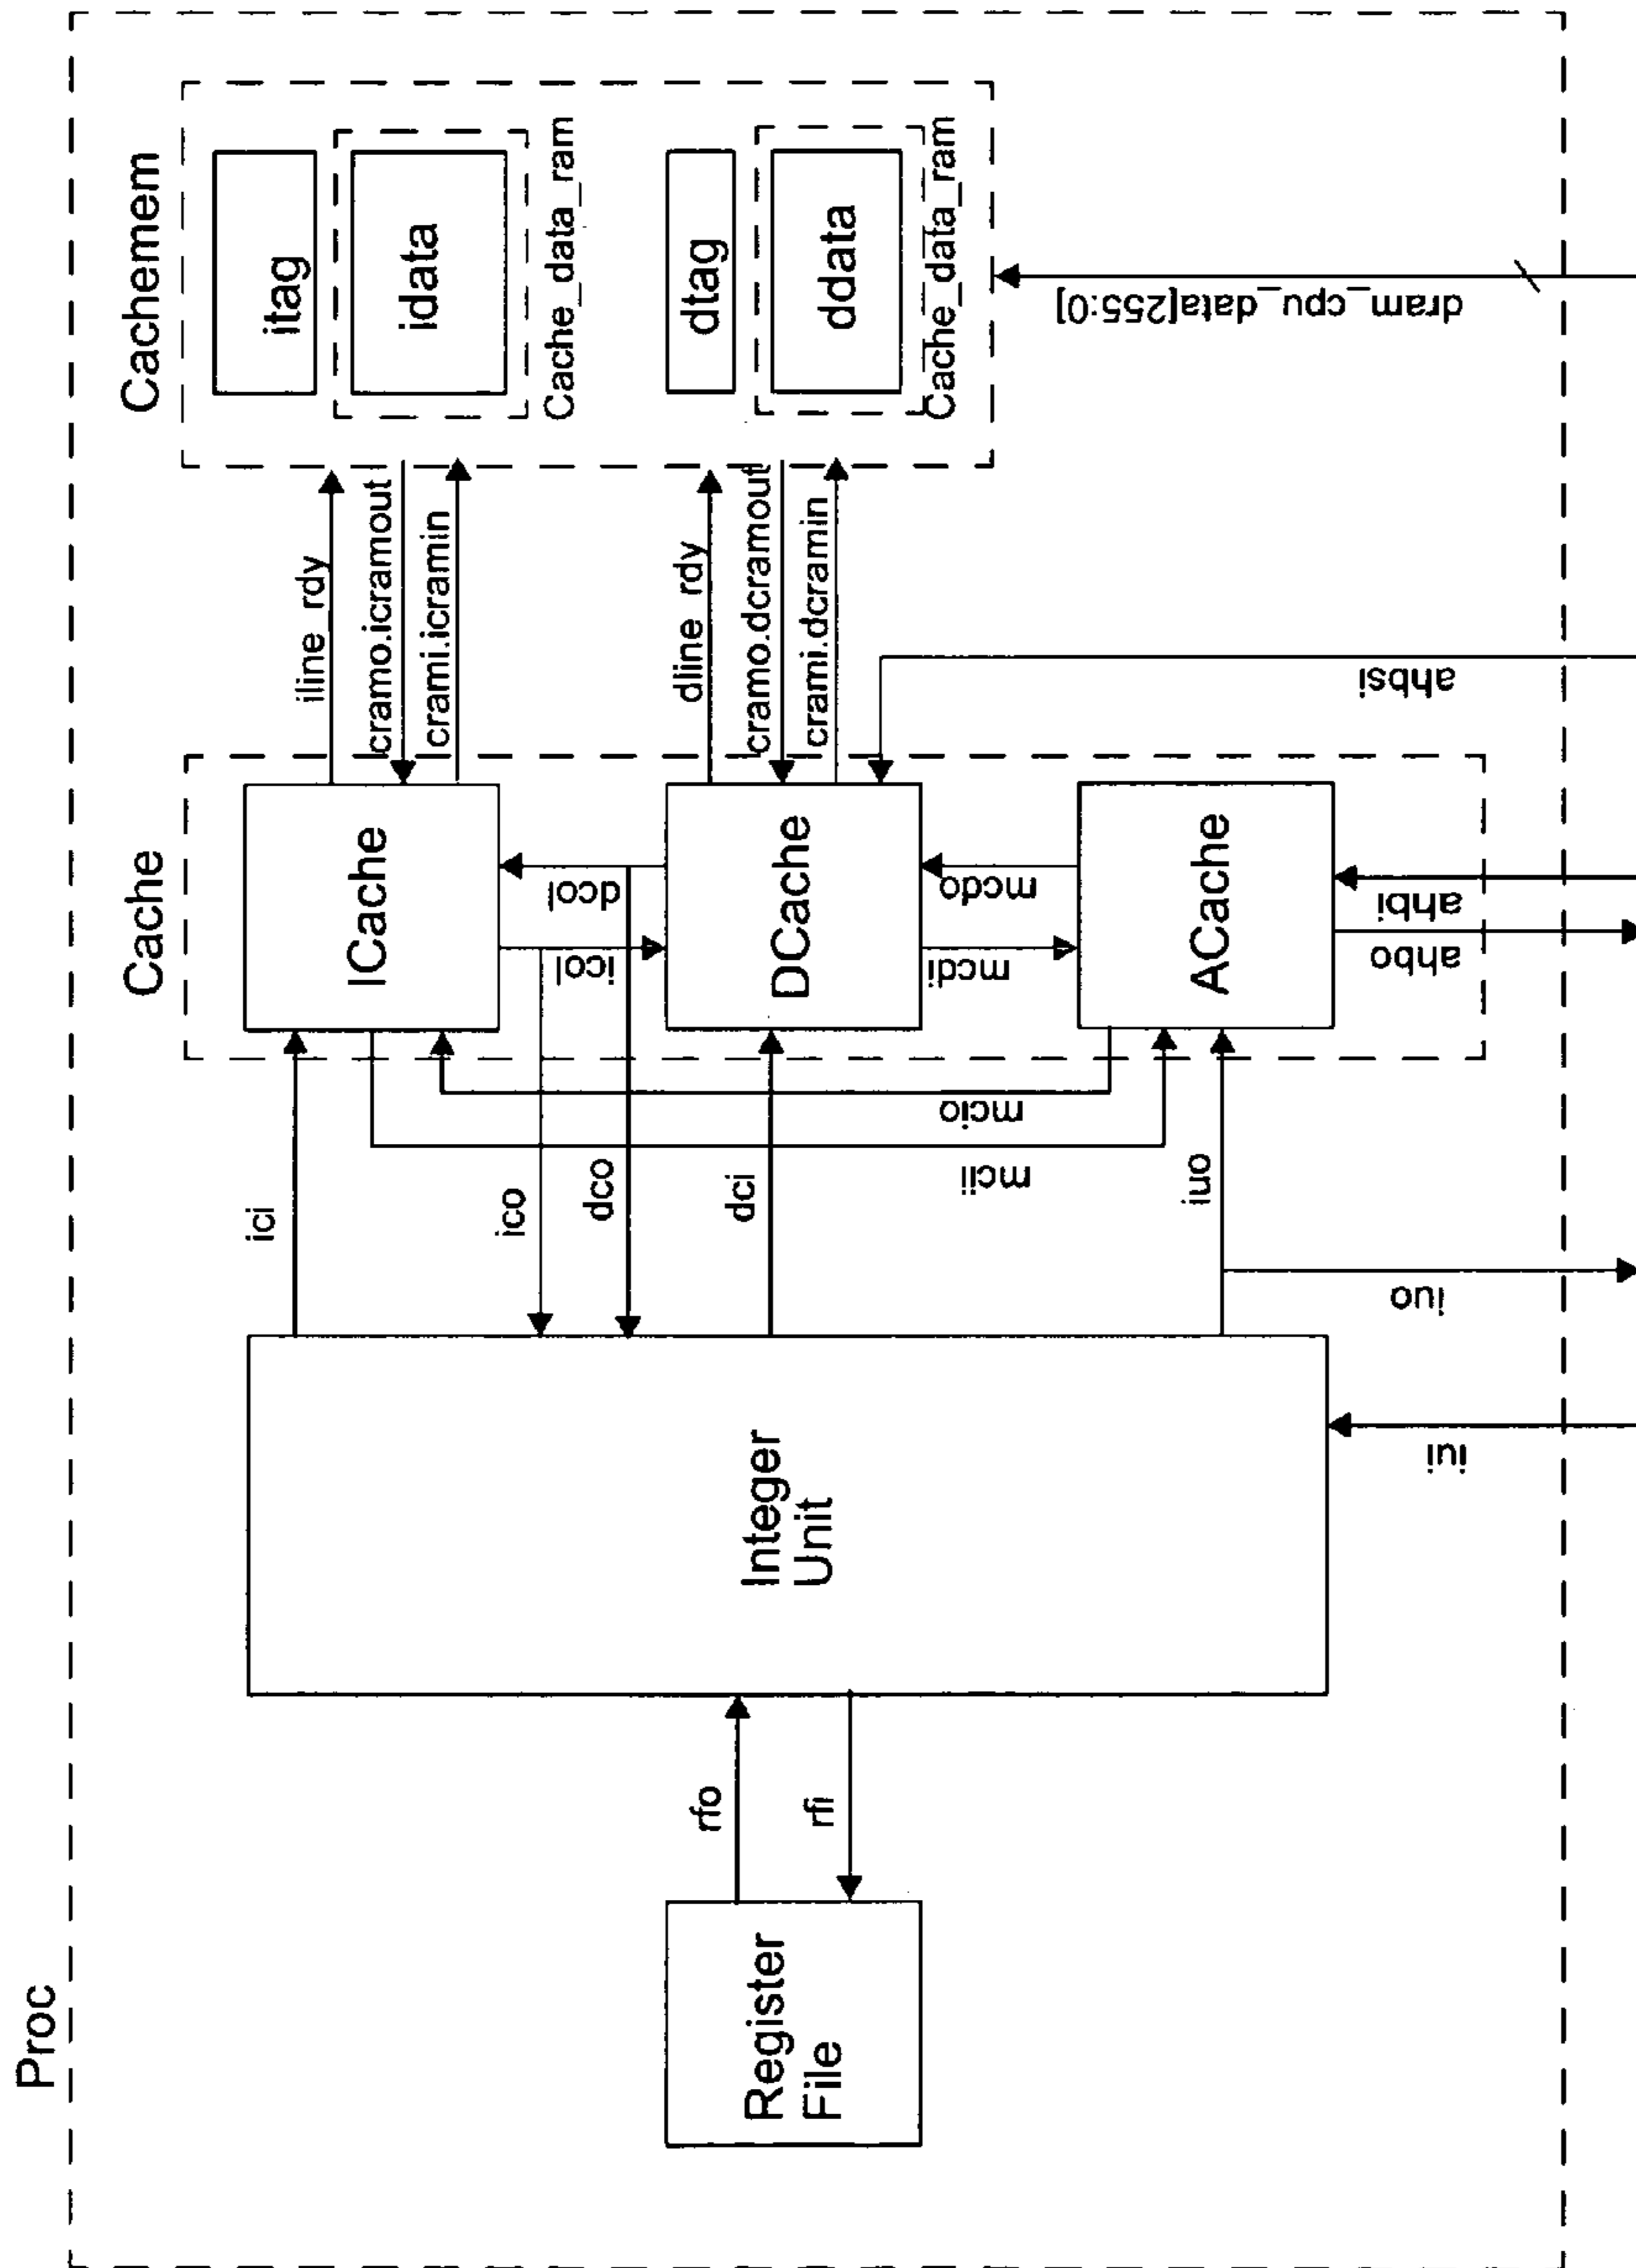 Proc
Cachemem
Cache
itag
idata
Cache_data_ram
dtag
ddata
Cache_data_ram
iline_rdy
cramo.icramout
crami.icramin
dline_rdy
cramo.dcramout
crami.dcramin
dram_cpu_data[255:0]
ahbsi
ICache
dcol
icol
DCache
mcdo
mcdi
ACache
ahbi
ahbo
ici
ico
dco
dci
mcio
mcii
iuo
iuo
iui
Integer
Unit
rfo
rfi
Register
File